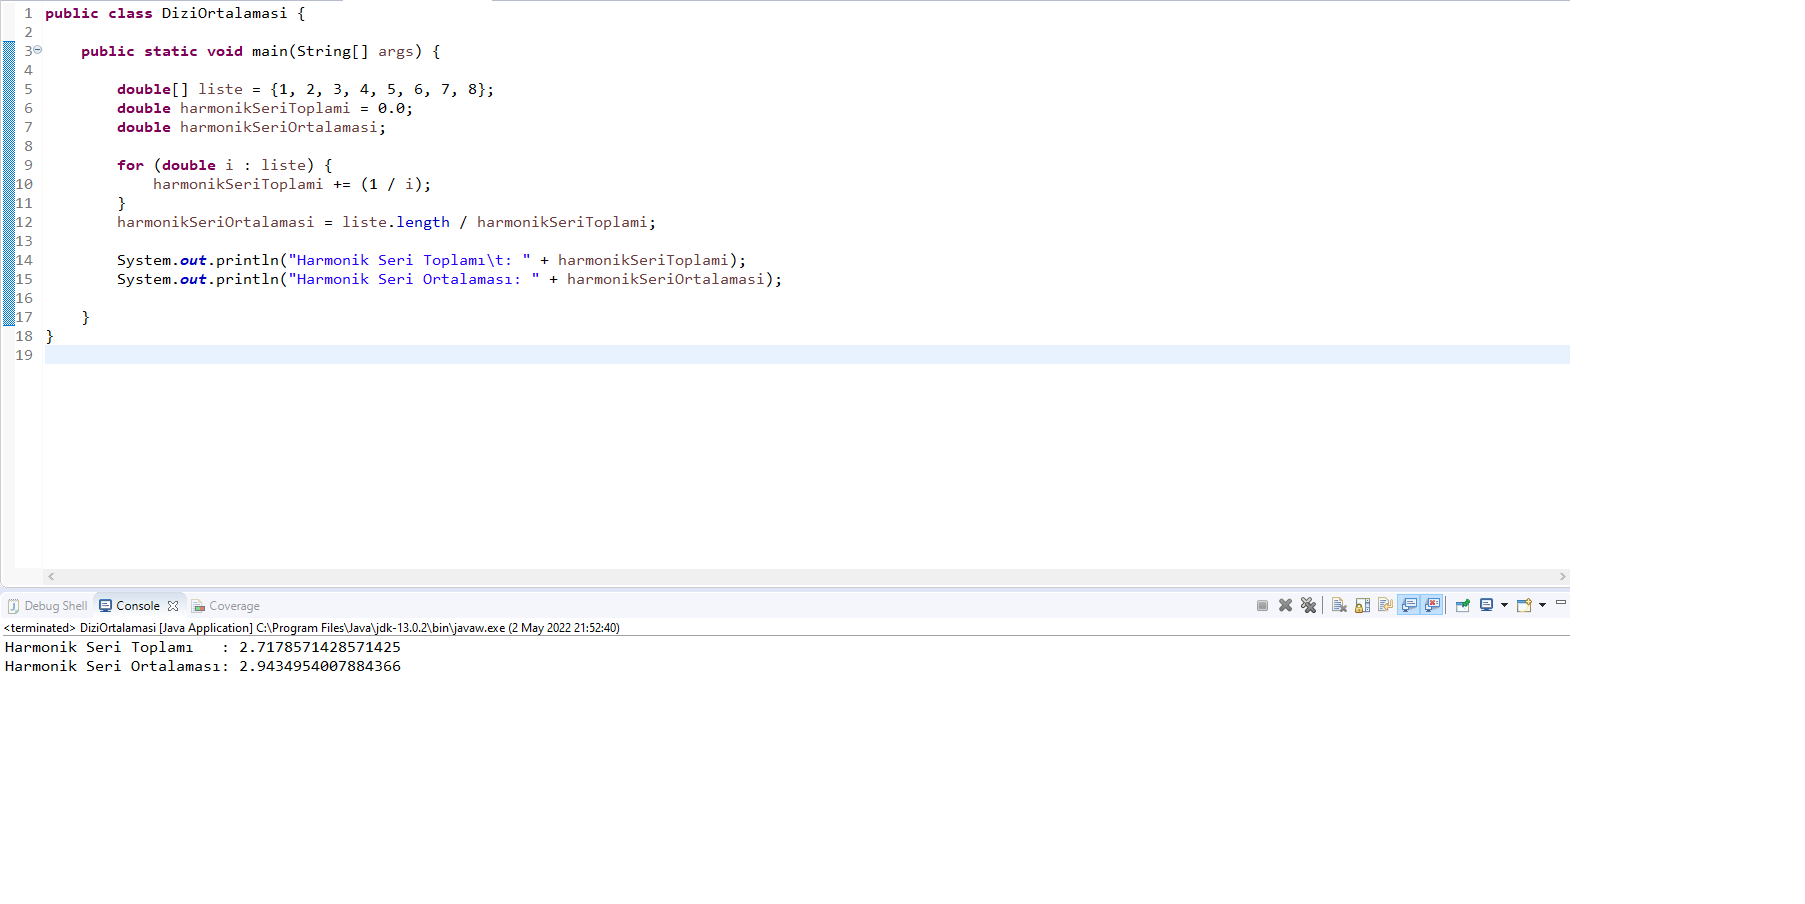 1 public class DiziOrtalamasi {
2
3 public static void main(String[] args) {
4
5 double[] liste = {1, 2, 3, 4, 5, 6, 7, 8};
6 double harmonikSeriToplami = 0.0;
7 double harmonikSeriOrtalamasi;
8
9 for (double i : liste) {
10 harmonikSeriToplami += (1 / i);
11 }
12 harmonikSeriOrtalamasi = liste.length / harmonikSeriToplami;
13
14 System.out.println("Harmonik Seri Toplamı\t: " + harmonikSeriToplami);
15 System.out.println("Harmonik Seri Ortalaması: " + harmonikSeriOrtalamasi);
16
17 }
18 }
19
Debug Shell Console Coverage
<terminated> DiziOrtalamasi [Java Application] C:\Program Files\Java\jdk-13.0.2\bin\javaw.exe (2 May 2022 21:52:40)
Harmonik Seri Toplamı : 2.7178571428571425
Harmonik Seri Ortalaması: 2.9434954007884366